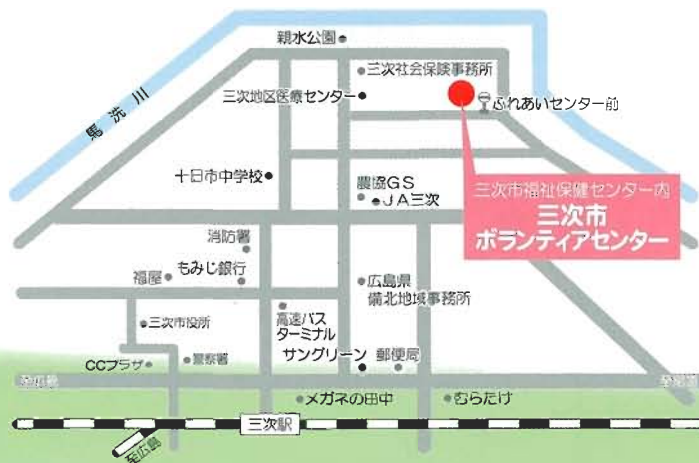 親水公園
三次社会保険事務所
三次地区医療センター
ふれあいセンター前
馬洗川
十日市中学校
農協GS
JA三次
三次市福祉保健センター内
三次市
ボランティアセンター
消防署
もみじ銀行
福屋
広島県
備北地域事務所
三次市役所
高速バス
ターミナル
サングリーン
郵便局
CCプラザ
警察署
至広島
メガネの田中
むらたけ
三次駅
至広島